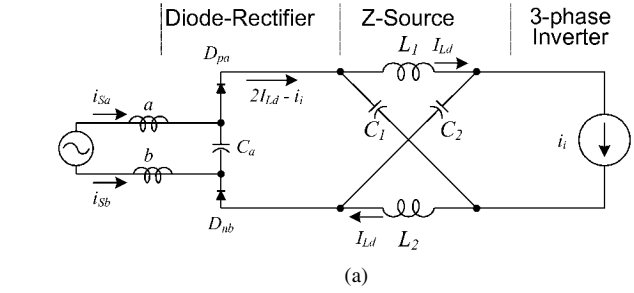 Diode-Rectifier Z-Source 3-phase
Inverter
D_pa L_1 I_Ld
2I_Ld - i_i
i_Sa a
C_1 C_2 i_i
C_a
b
i_Sb
D_nb
I_Ld L_2
(a)